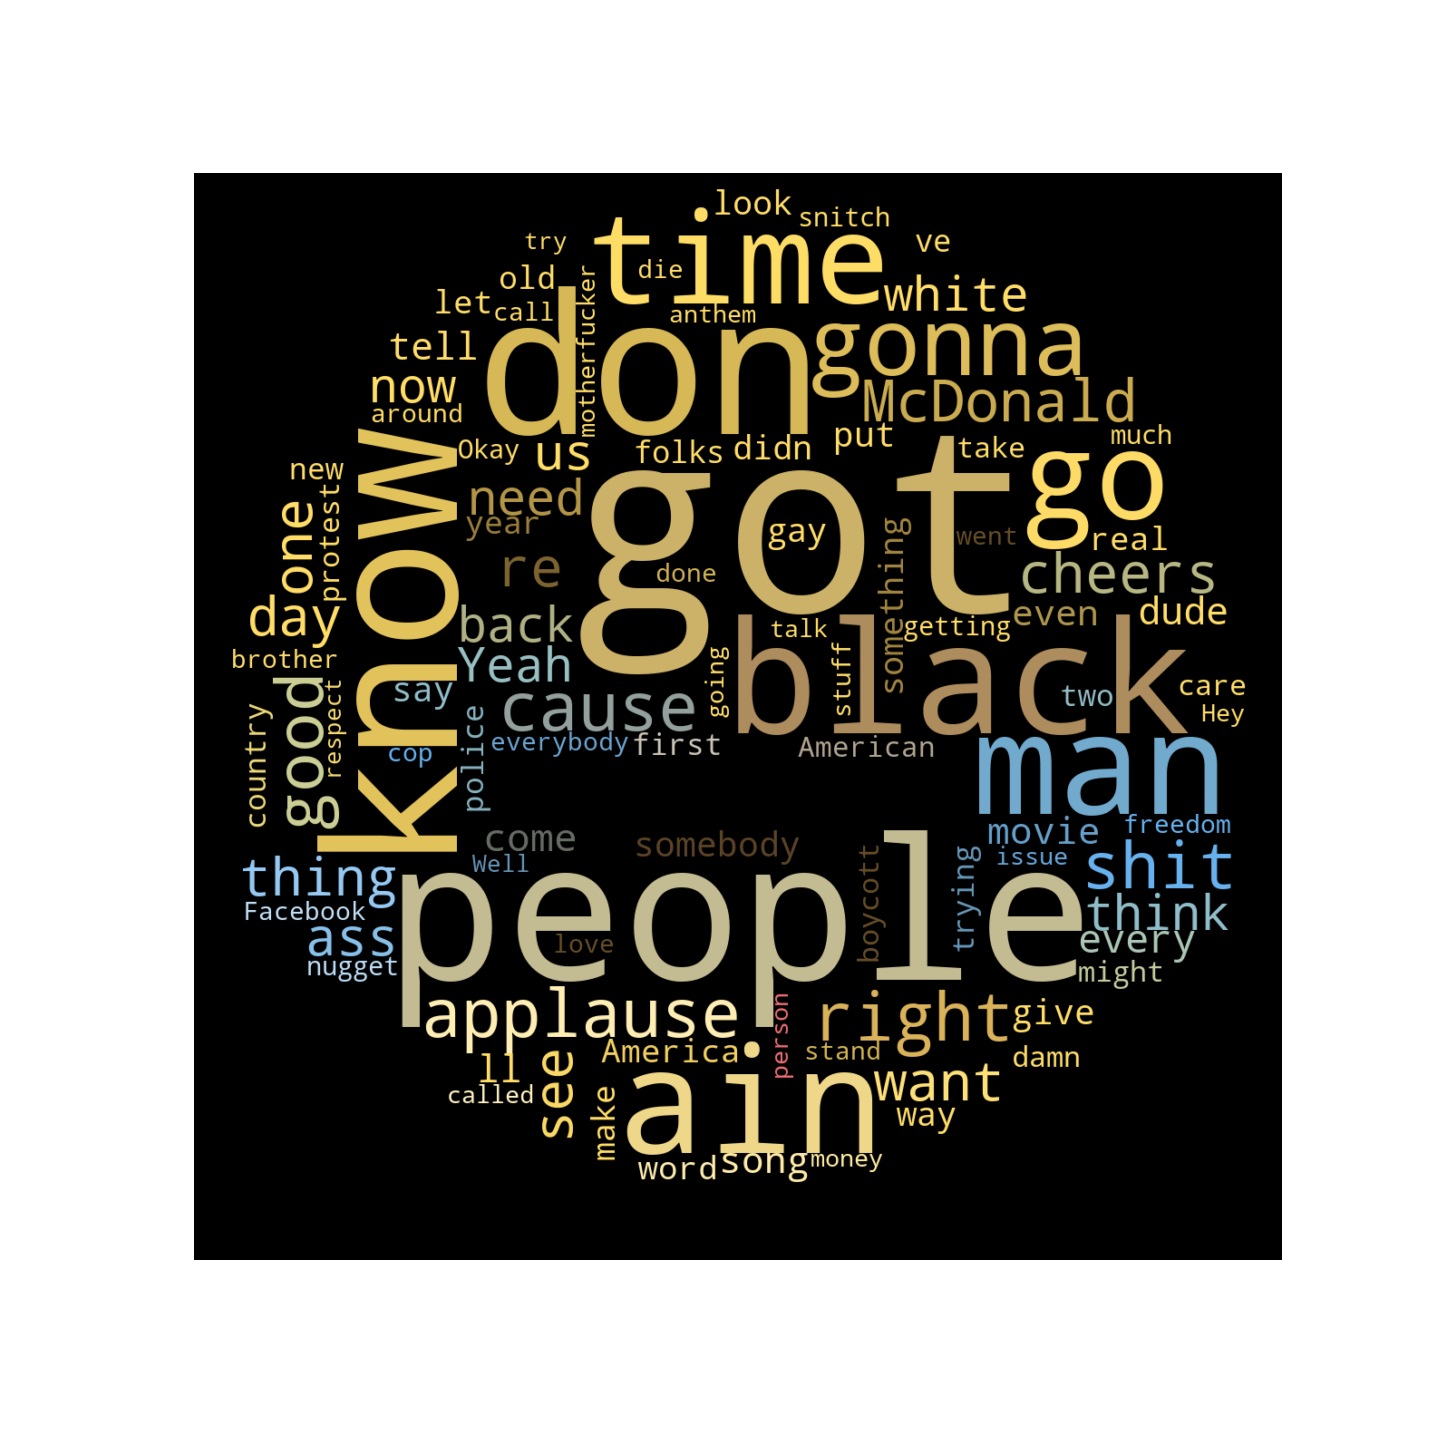 look
snitch
try
time
ve
die
old
white
let
call
motherfucker
anthem
don
gonna
tell
now
McDonald
around
know
Okay
us
folks
didn
put
take
much
new
protests
one
need
year
got
gay
something
went
go
real
re
done
cheers
day
back
talk
getting
even
dude
brother
Yeah
going
stuff
black
good
respect
say
cause
two
care
Hey
country
cop
police
everybody
first
American
man
come
somebody
movie
freedom
Well
issue
thing
people
boycott
trying
shit
Facebook
think
ass
love
every
nugget
might
applause
person
right
give
America
stand
damn
ll
see
called
make
ain
want
way
word
song
money